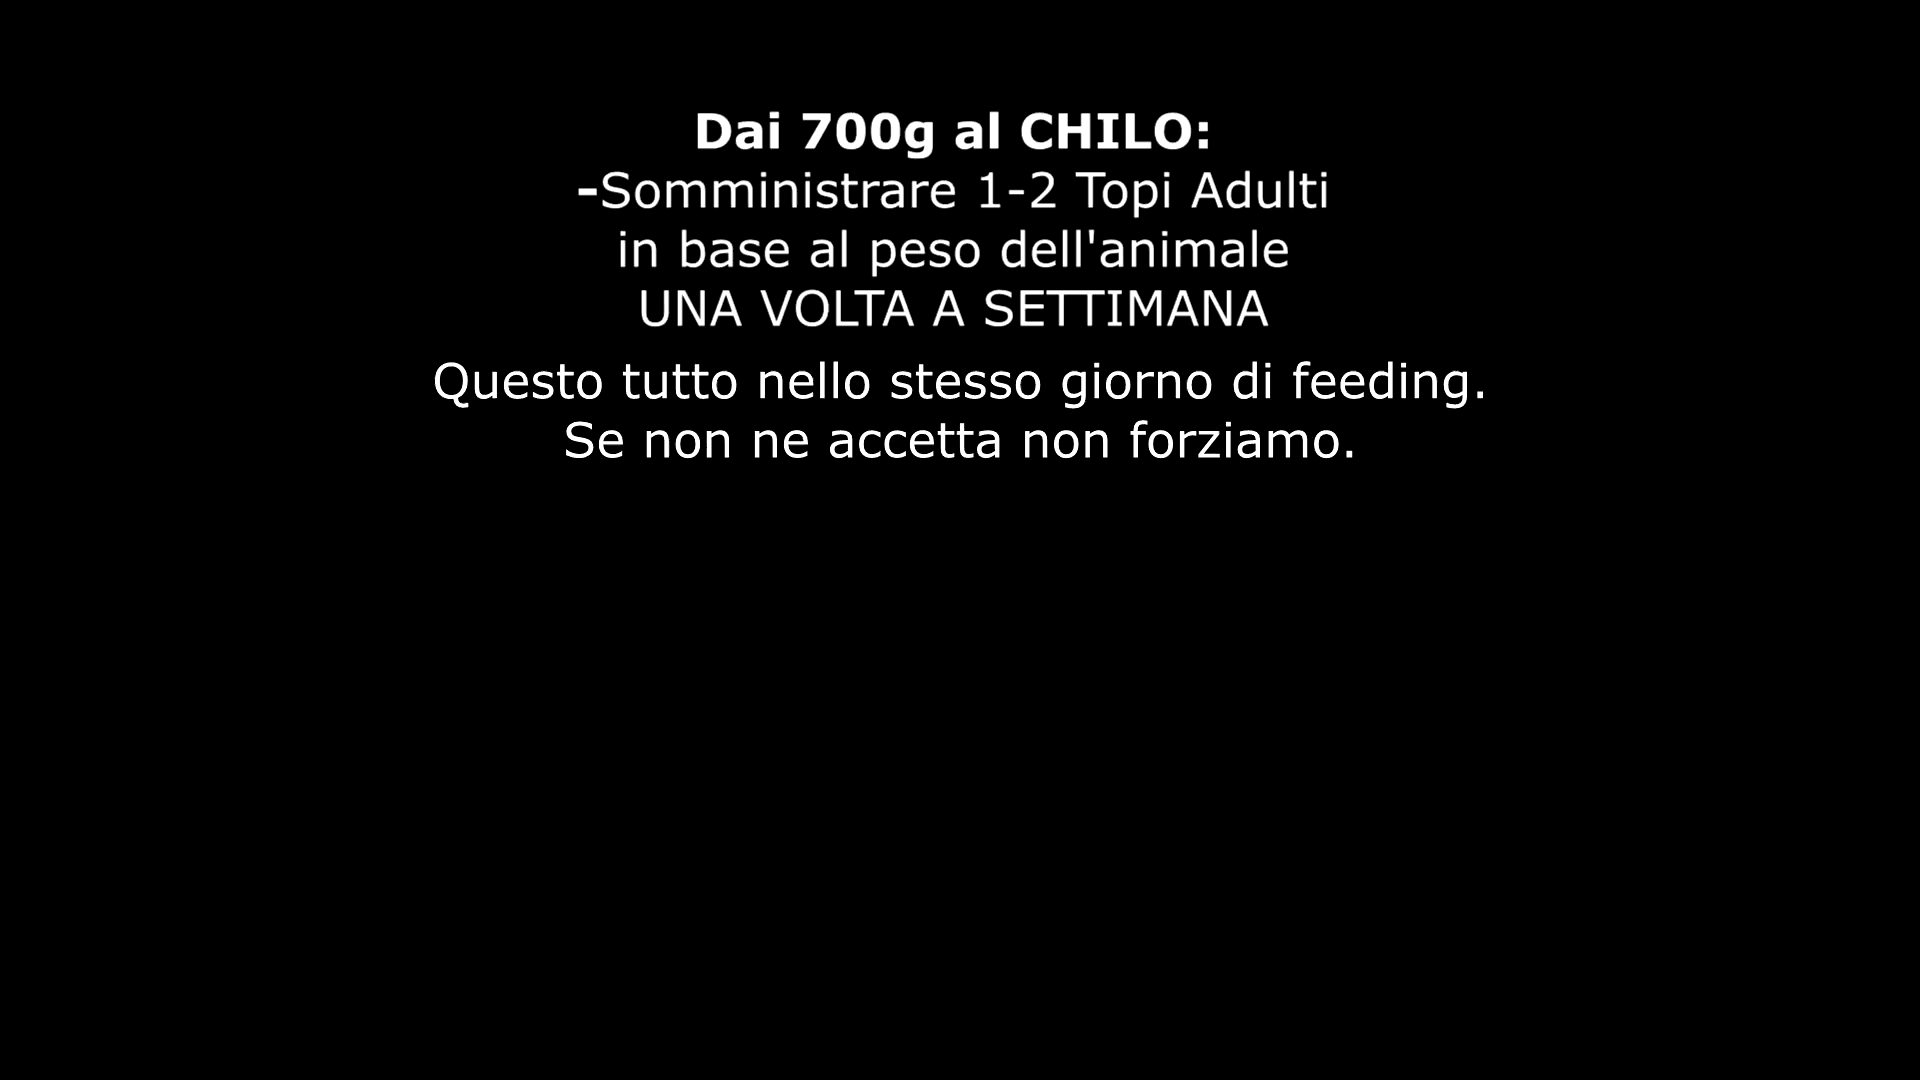 Dai 700g al CHILO:
-Somministrare 1-2 Topi Adulti
in base al peso dell'animale
UNA VOLTA A SETTIMANA
Questo tutto nello stesso giorno di feeding.
Se non ne accetta non forziamo.